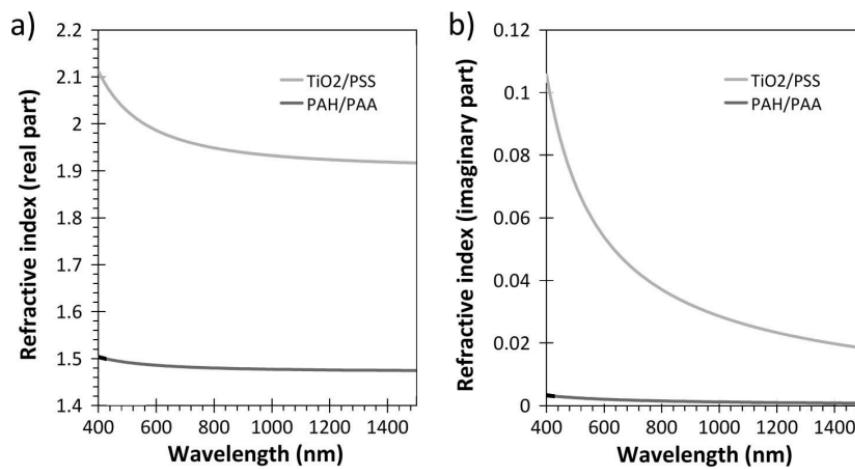 a)
Refractive index (real part)
2.2
2.1
2
1.9
1.8
1.7
1.6
1.5
1.4
TiO2/PSS
PAH/PAA
400 600 800 1000 1200 1400
Wavelength (nm)
b)
Refractive index (imaginary part)
0.12
0.1
0.08
0.06
0.04
0.02
0
TiO2/PSS
PAH/PAA
400 600 800 1000 1200 1400
Wavelength (nm)